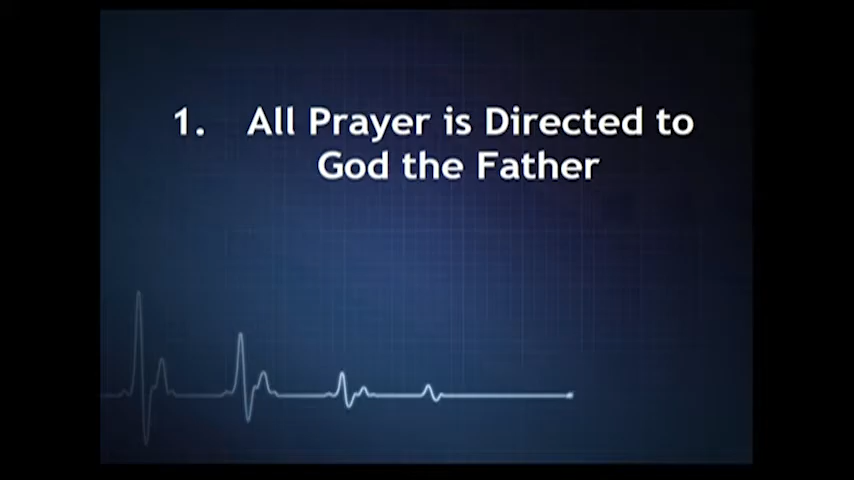 1. All Prayer is Directed to
God the Father